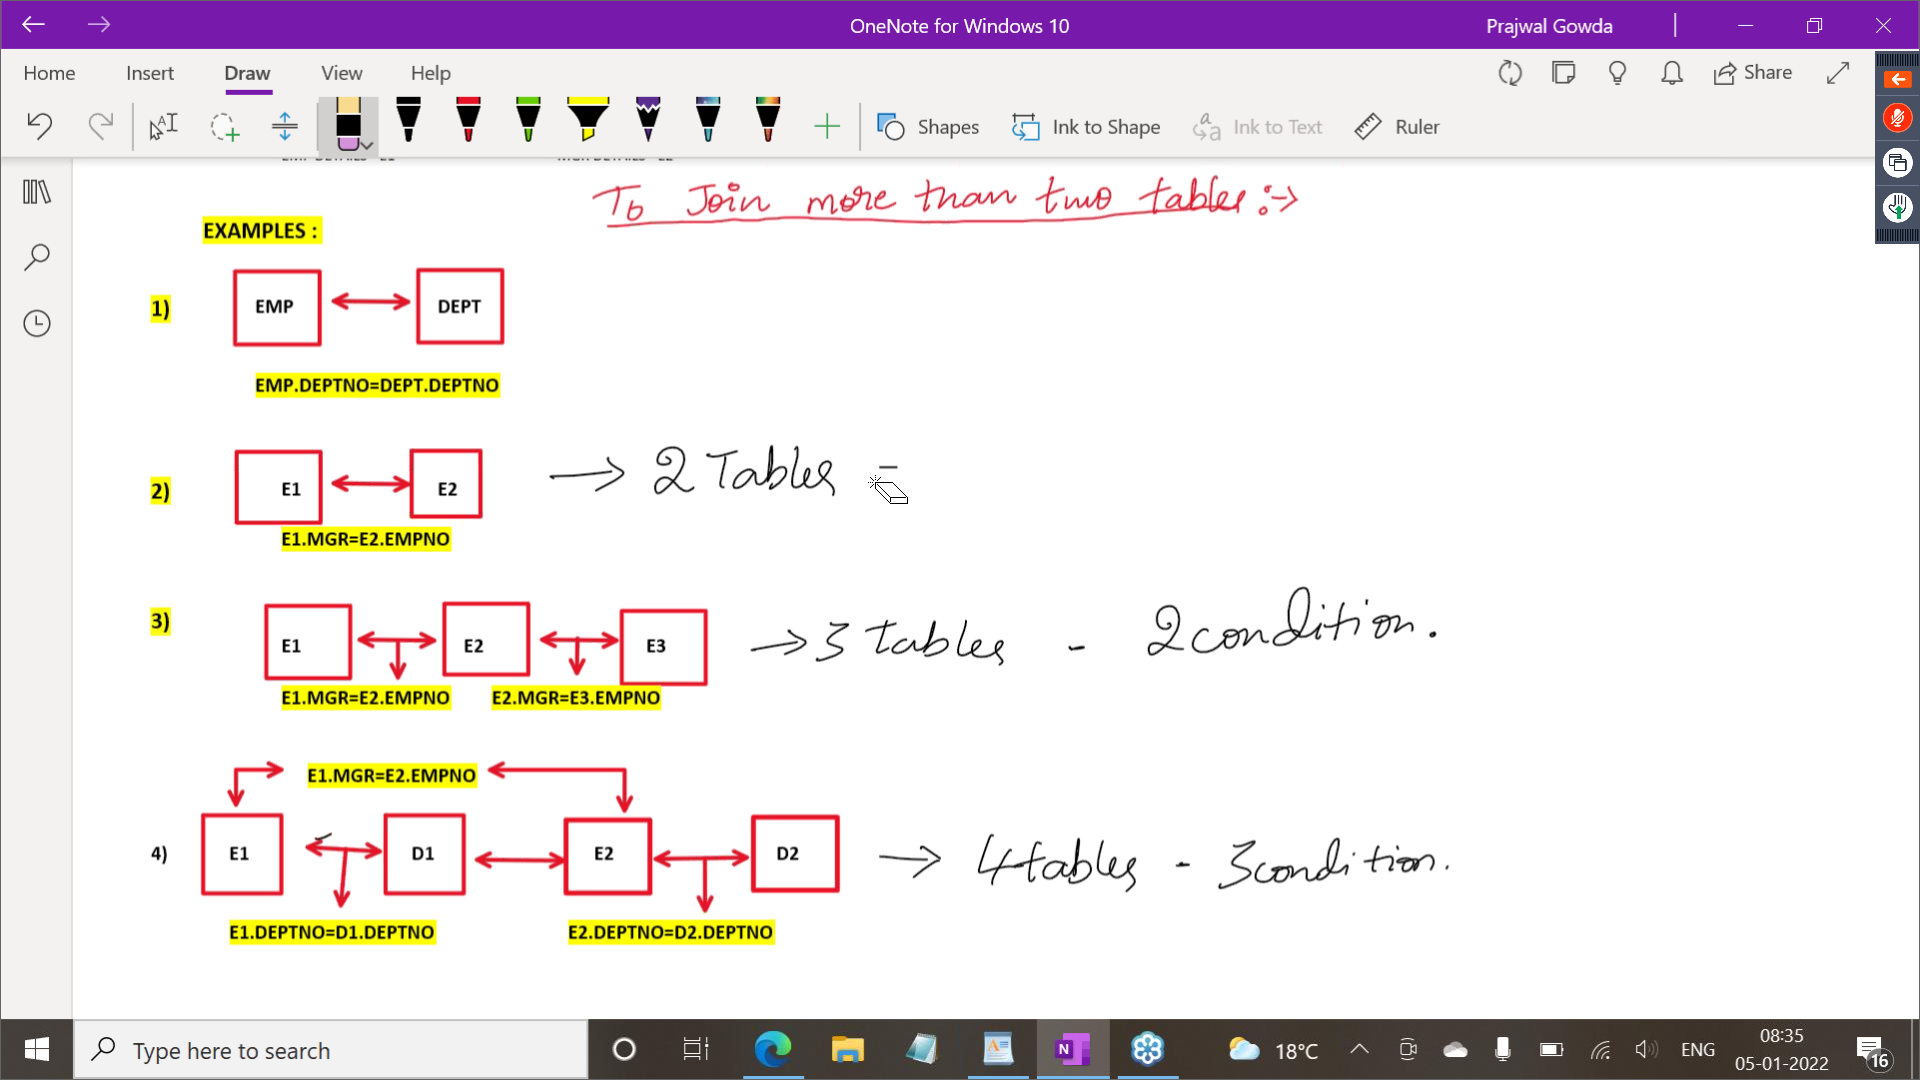 OneNote for Windows 10
Prajwal Gowda
Home Insert Draw View Help
Share
Shapes Ink to Shape Ink to Text Ruler
To Join more than two tables :->
EXAMPLES :
1)
EMP DEPT
EMP.DEPTNO=DEPT.DEPTNO
2)
E1 E2 → 2 Tables -
E1.MGR=E2.EMPNO
3)
E1 E2 E3 → 3 tables - 2 condition.
E1.MGR=E2.EMPNO E2.MGR=E3.EMPNO
E1.MGR=E2.EMPNO
4) E1 D1 E2 D2 → 4 tables - 3 condition.
E1.DEPTNO=D1.DEPTNO E2.DEPTNO=D2.DEPTNO
Type here to search
18°C
ENG
08:35
05-01-2022
16